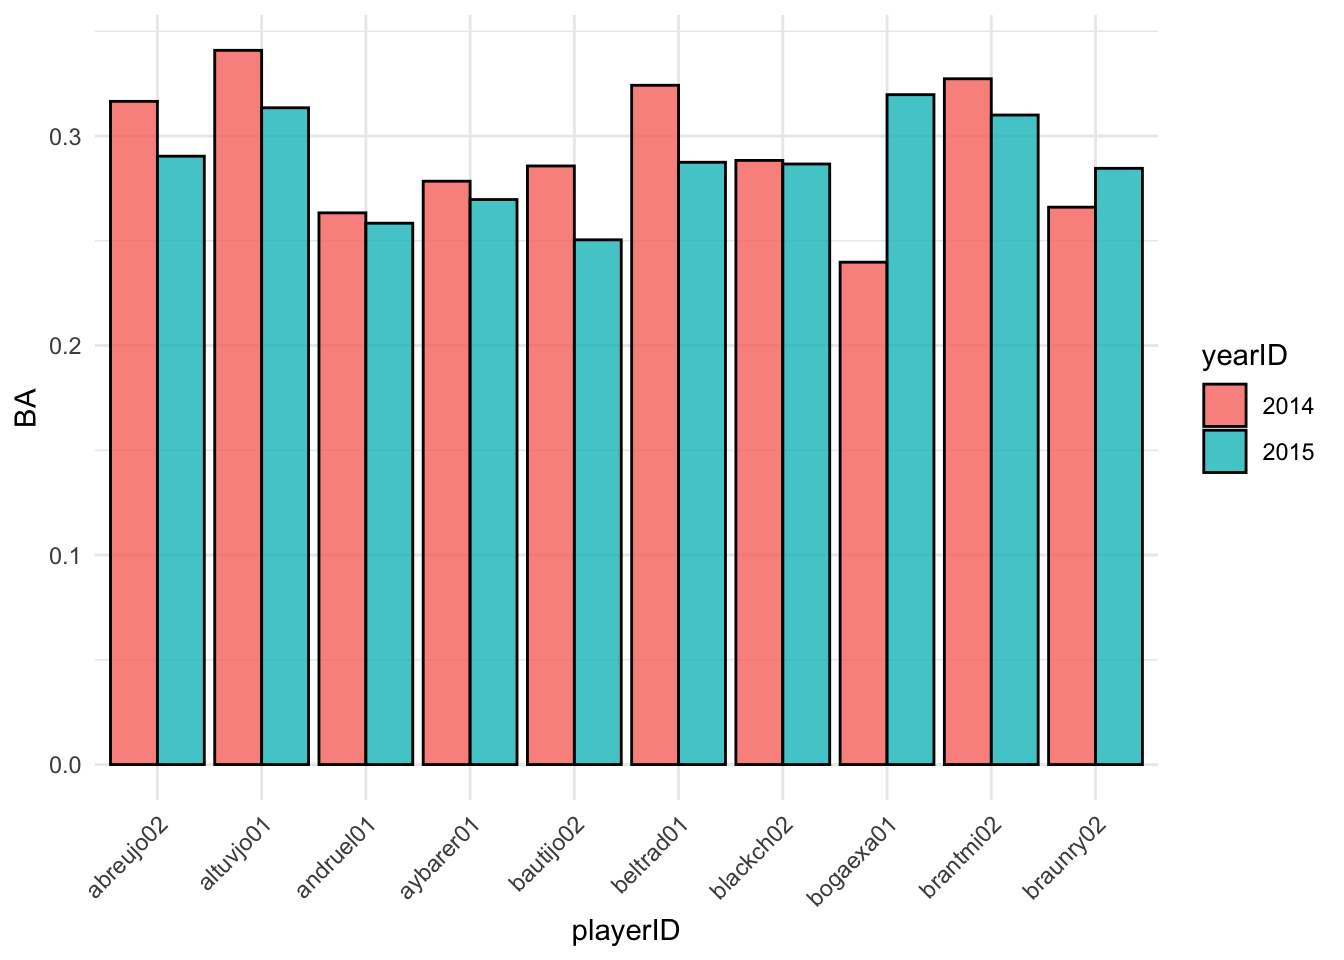 BA
0.3
0.2
0.1
0.0
abreujo02
altuvjo01
andruel01
aybarer01
bautijo02
beltrad01
blackch02
bogaexa01
brantmi02
braunry02
playerID
yearID
2014
2015